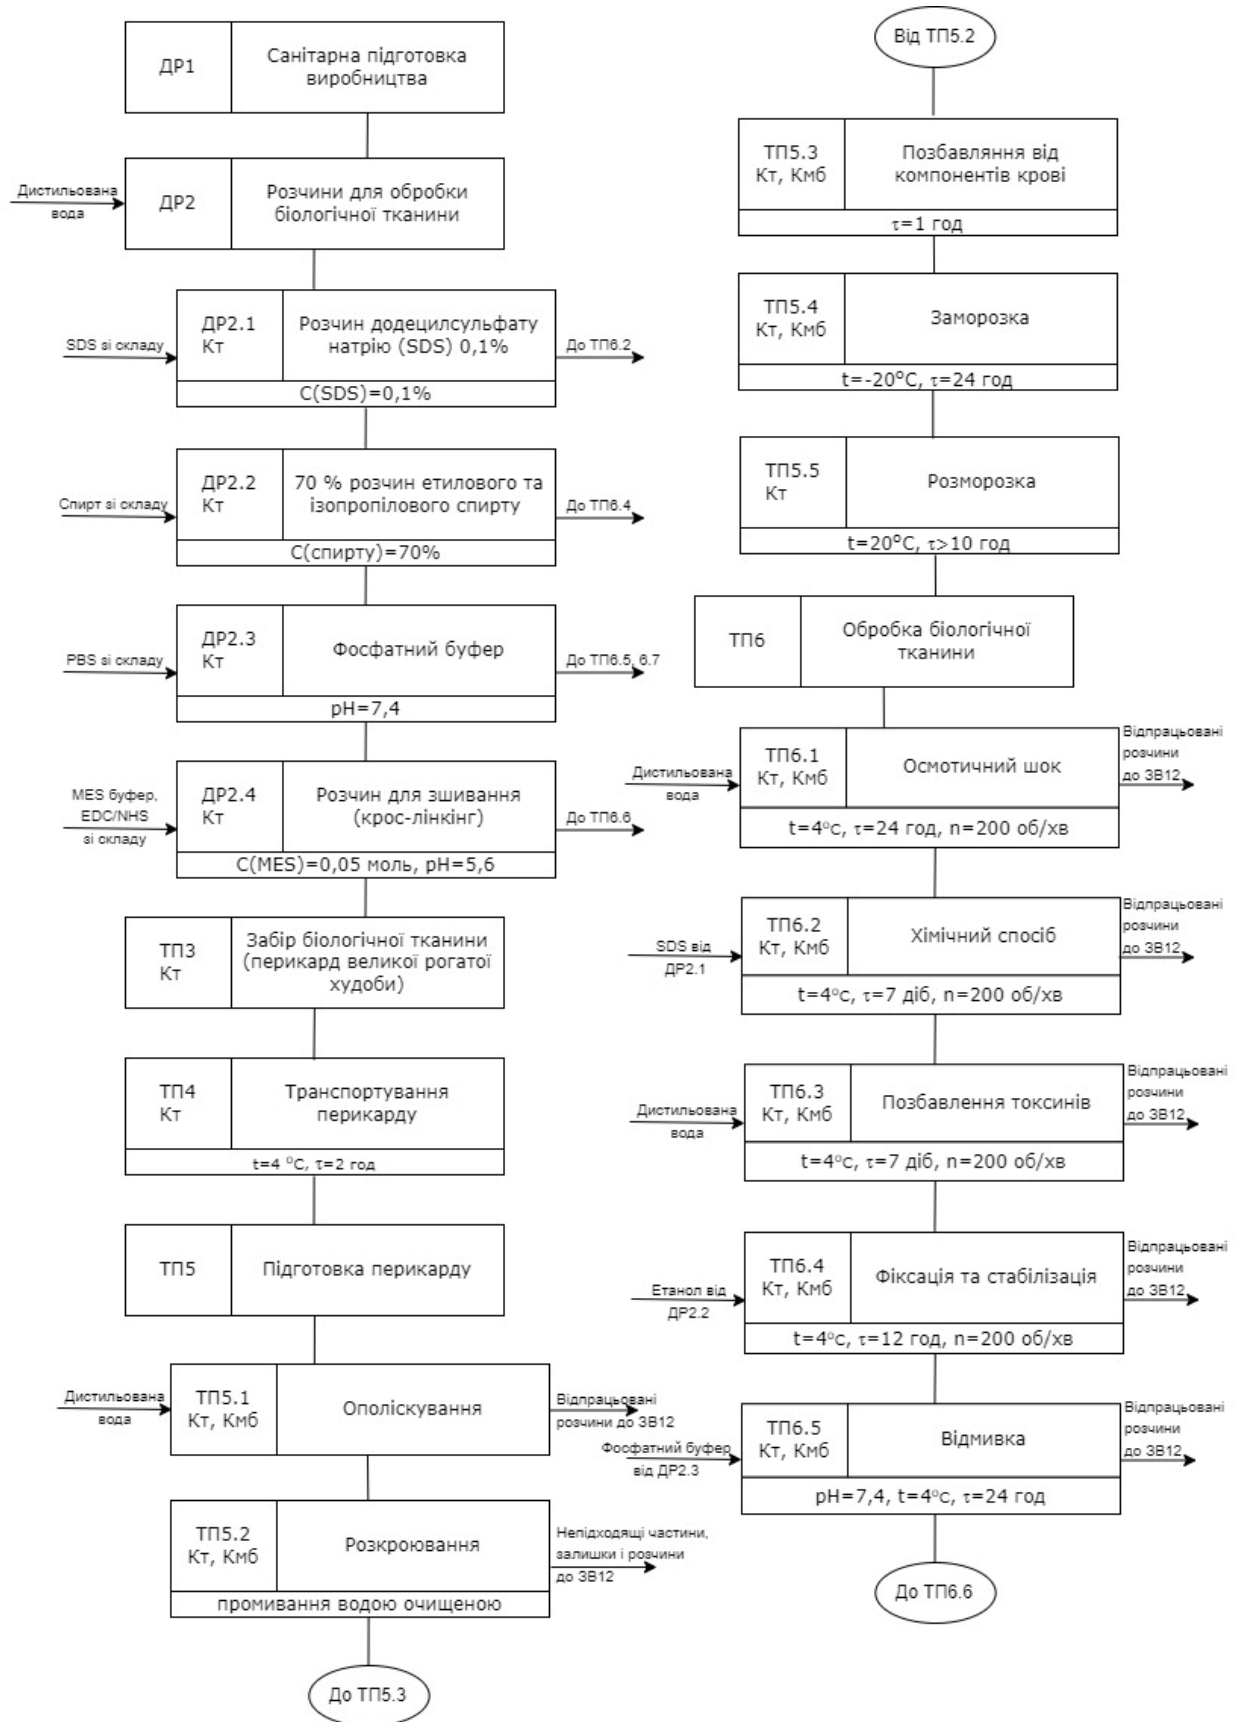 ДР1
Санітарна підготовка
виробництва
Дистильована
вода
ДР2
Розчини для обробки
біологічної тканини
SDS зі складу
ДР2.1
Кт
Розчин додецилсульфату
натрію (SDS) 0,1%
До ТП6.2
C(SDS)=0,1%
Спирт зі складу
ДР2.2
Кт
70 % розчин етилового та
ізопропілового спирту
До ТП6.4
С(спирту)=70%
PBS зі складу
ДР2.3
Кт
Фосфатний буфер
До ТП6.5, 6.7
pH=7,4
MES буфер,
EDC/NHS
зі складу
ДР2.4
Кт
Розчин для зшивання
(крос-лінкінг)
До ТП6.6
C(MES)=0,05 моль, pH=5,6
ТП3
Кт
Забір біологічної тканини
(перикард великої рогатої
худоби)
ТП4
Кт
Транспортування
перикарду
t=4 °C, τ=2 год
ТП5
Підготовка перикарду
Дистильована
вода
ТП5.1
Кт, Кмб
Ополіскування
Відпрацьовані
розчини до ЗВ12
ТП5.2
Кт, Кмб
Розкроювання
Непідходящі частини,
залишки і розчини
до ЗВ12
промивання водою очищеною
До ТП5.3
Від ТП5.2
ТП5.3
Кт, Кмб
Позбавляння від
компонентів крові
τ=1 год
ТП5.4
Кт, Кмб
Заморозка
t=-20°C, τ=24 год
ТП5.5
Кт
Розморозка
t=20°C, τ>10 год
ТП6
Обробка біологічної
тканини
Дистильована
вода
ТП6.1
Кт, Кмб
Осмотичний шок
Відпрацьовані
розчини
до ЗВ12
t=4°c, τ=24 год, n=200 об/хв
SDS від
ДР2.1
ТП6.2
Кт, Кмб
Хімічний спосіб
Відпрацьовані
розчини
до ЗВ12
t=4°c, τ=7 діб, n=200 об/хв
Дистильована
вода
ТП6.3
Кт, Кмб
Позбавлення токсинів
Відпрацьовані
розчини
до ЗВ12
t=4°c, τ=7 діб, n=200 об/хв
Етанол від
ДР2.2
ТП6.4
Кт, Кмб
Фіксація та стабілізація
Відпрацьовані
розчини
до ЗВ12
t=4°c, τ=12 год, n=200 об/хв
Фосфатний буфер
від ДР2.3
ТП6.5
Кт, Кмб
Відмивка
Відпрацьовані
розчини
до ЗВ12
pH=7,4, t=4°c, τ=24 год
До ТП6.6